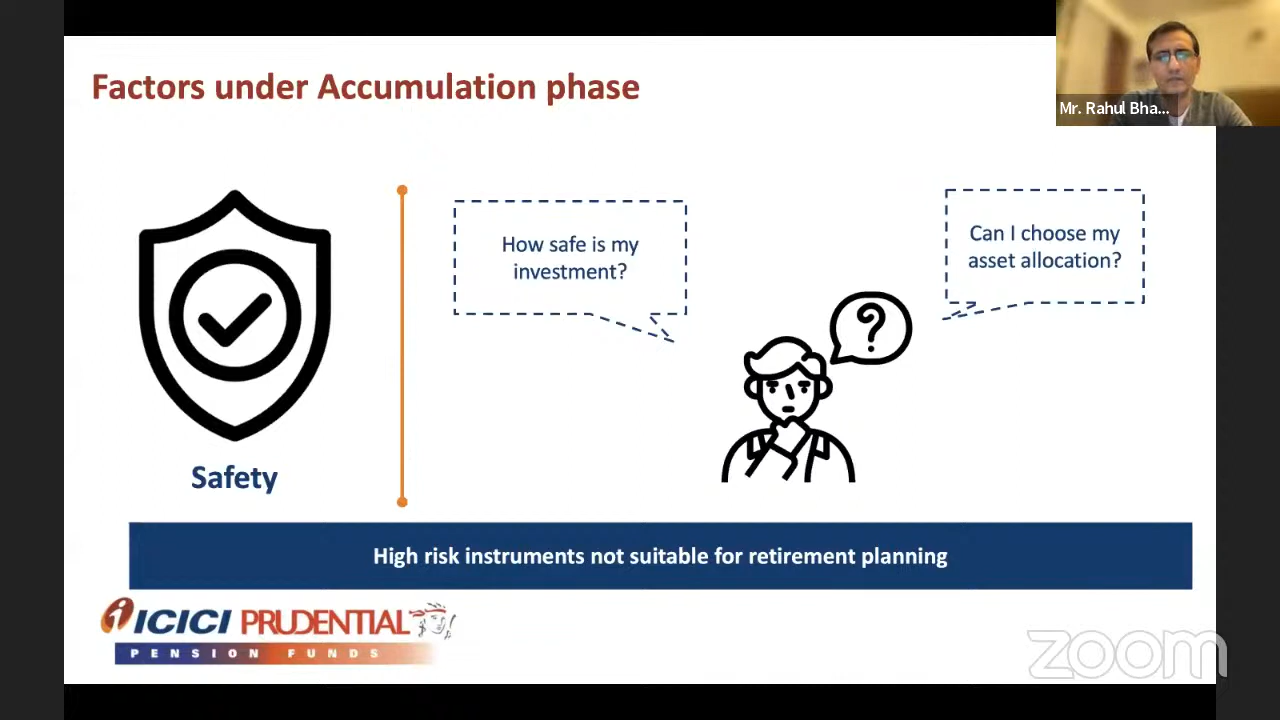 Factors under Accumulation phase
Mr. Rahul Bha...
How safe is my
investment?
Can I choose my
asset allocation?
?
Safety
High risk instruments not suitable for retirement planning
ICICI PRUDENTIAL
PENSION FUNDS
zoom